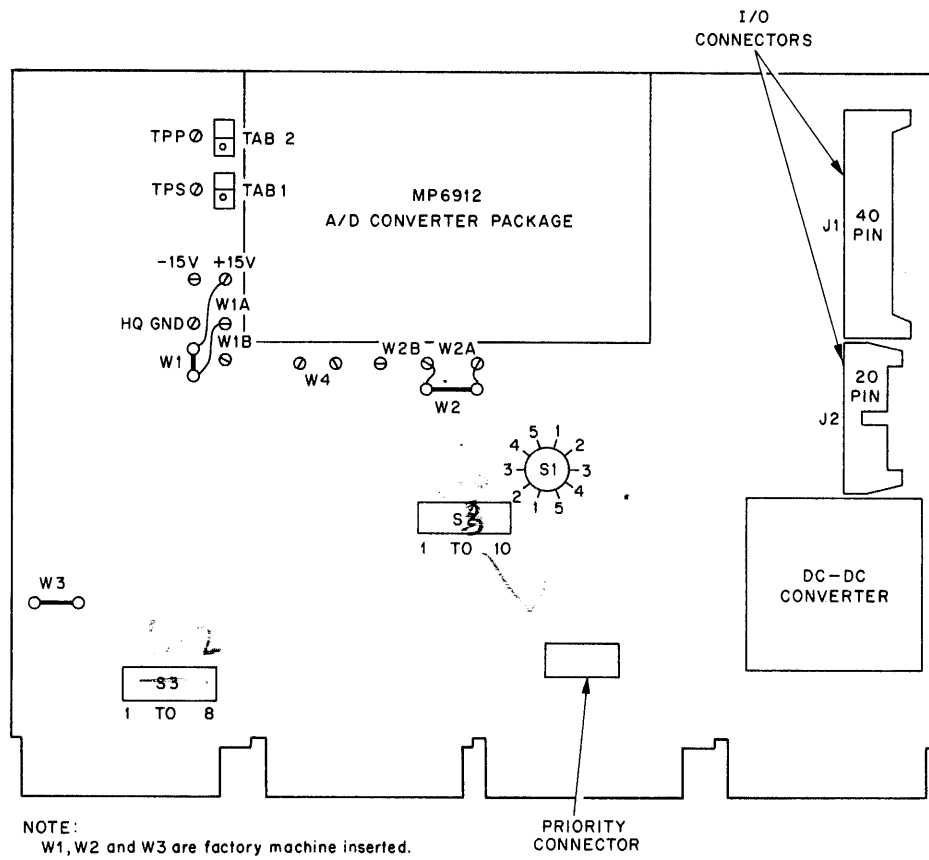 I/O
CONNECTORS
TPP TAB 2
TPS TAB 1
MP6912
A/D CONVERTER PACKAGE
J1 40
PIN
-15V +15V
W1A
HQ GND
W1B
W1
W4
W2B W2A
W2
20
PIN
J2
5 1
4 2
3 S1 3
2 4
1 5
S 3
1 TO 10
DC-DC
CONVERTER
W3
2
S3
1 TO 8
PRIORITY
CONNECTOR
NOTE:
W1, W2 and W3 are factory machine inserted.